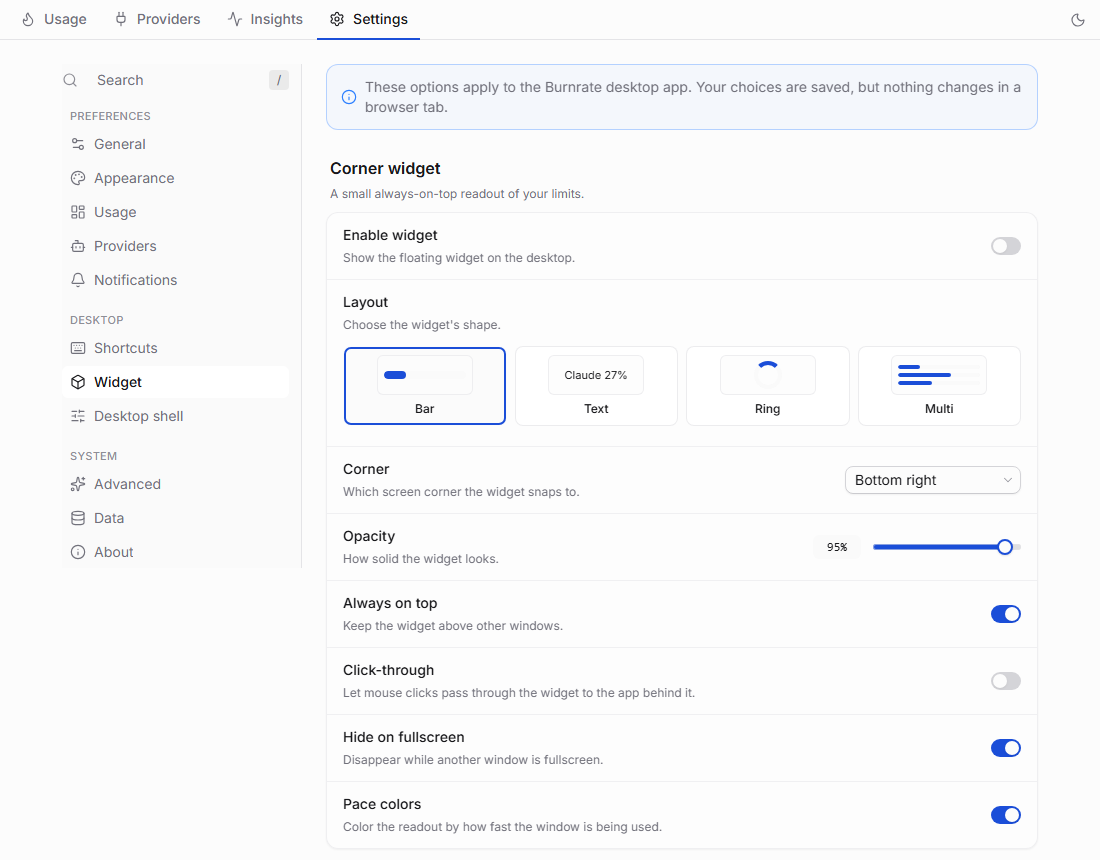 Usage
Providers
Insights
Settings
Search
/
PREFERENCES
General
Appearance
Usage
Providers
Notifications
DESKTOP
Shortcuts
Widget
Desktop shell
SYSTEM
Advanced
Data
About
These options apply to the Burnrate desktop app. Your choices are saved, but nothing changes in a
browser tab.
Corner widget
A small always-on-top readout of your limits.
Enable widget
Show the floating widget on the desktop.
Layout
Choose the widget's shape.
Bar
Claude 27%
Text
Ring
Multi
Corner
Which screen corner the widget snaps to.
Bottom right
Opacity
How solid the widget looks.
95%
Always on top
Keep the widget above other windows.
Click-through
Let mouse clicks pass through the widget to the app behind it.
Hide on fullscreen
Disappear while another window is fullscreen.
Pace colors
Color the readout by how fast the window is being used.